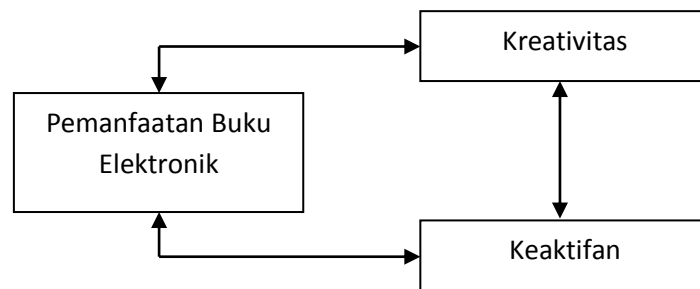 Kreativitas
Pemanfaatan Buku
Elektronik
Keaktifan